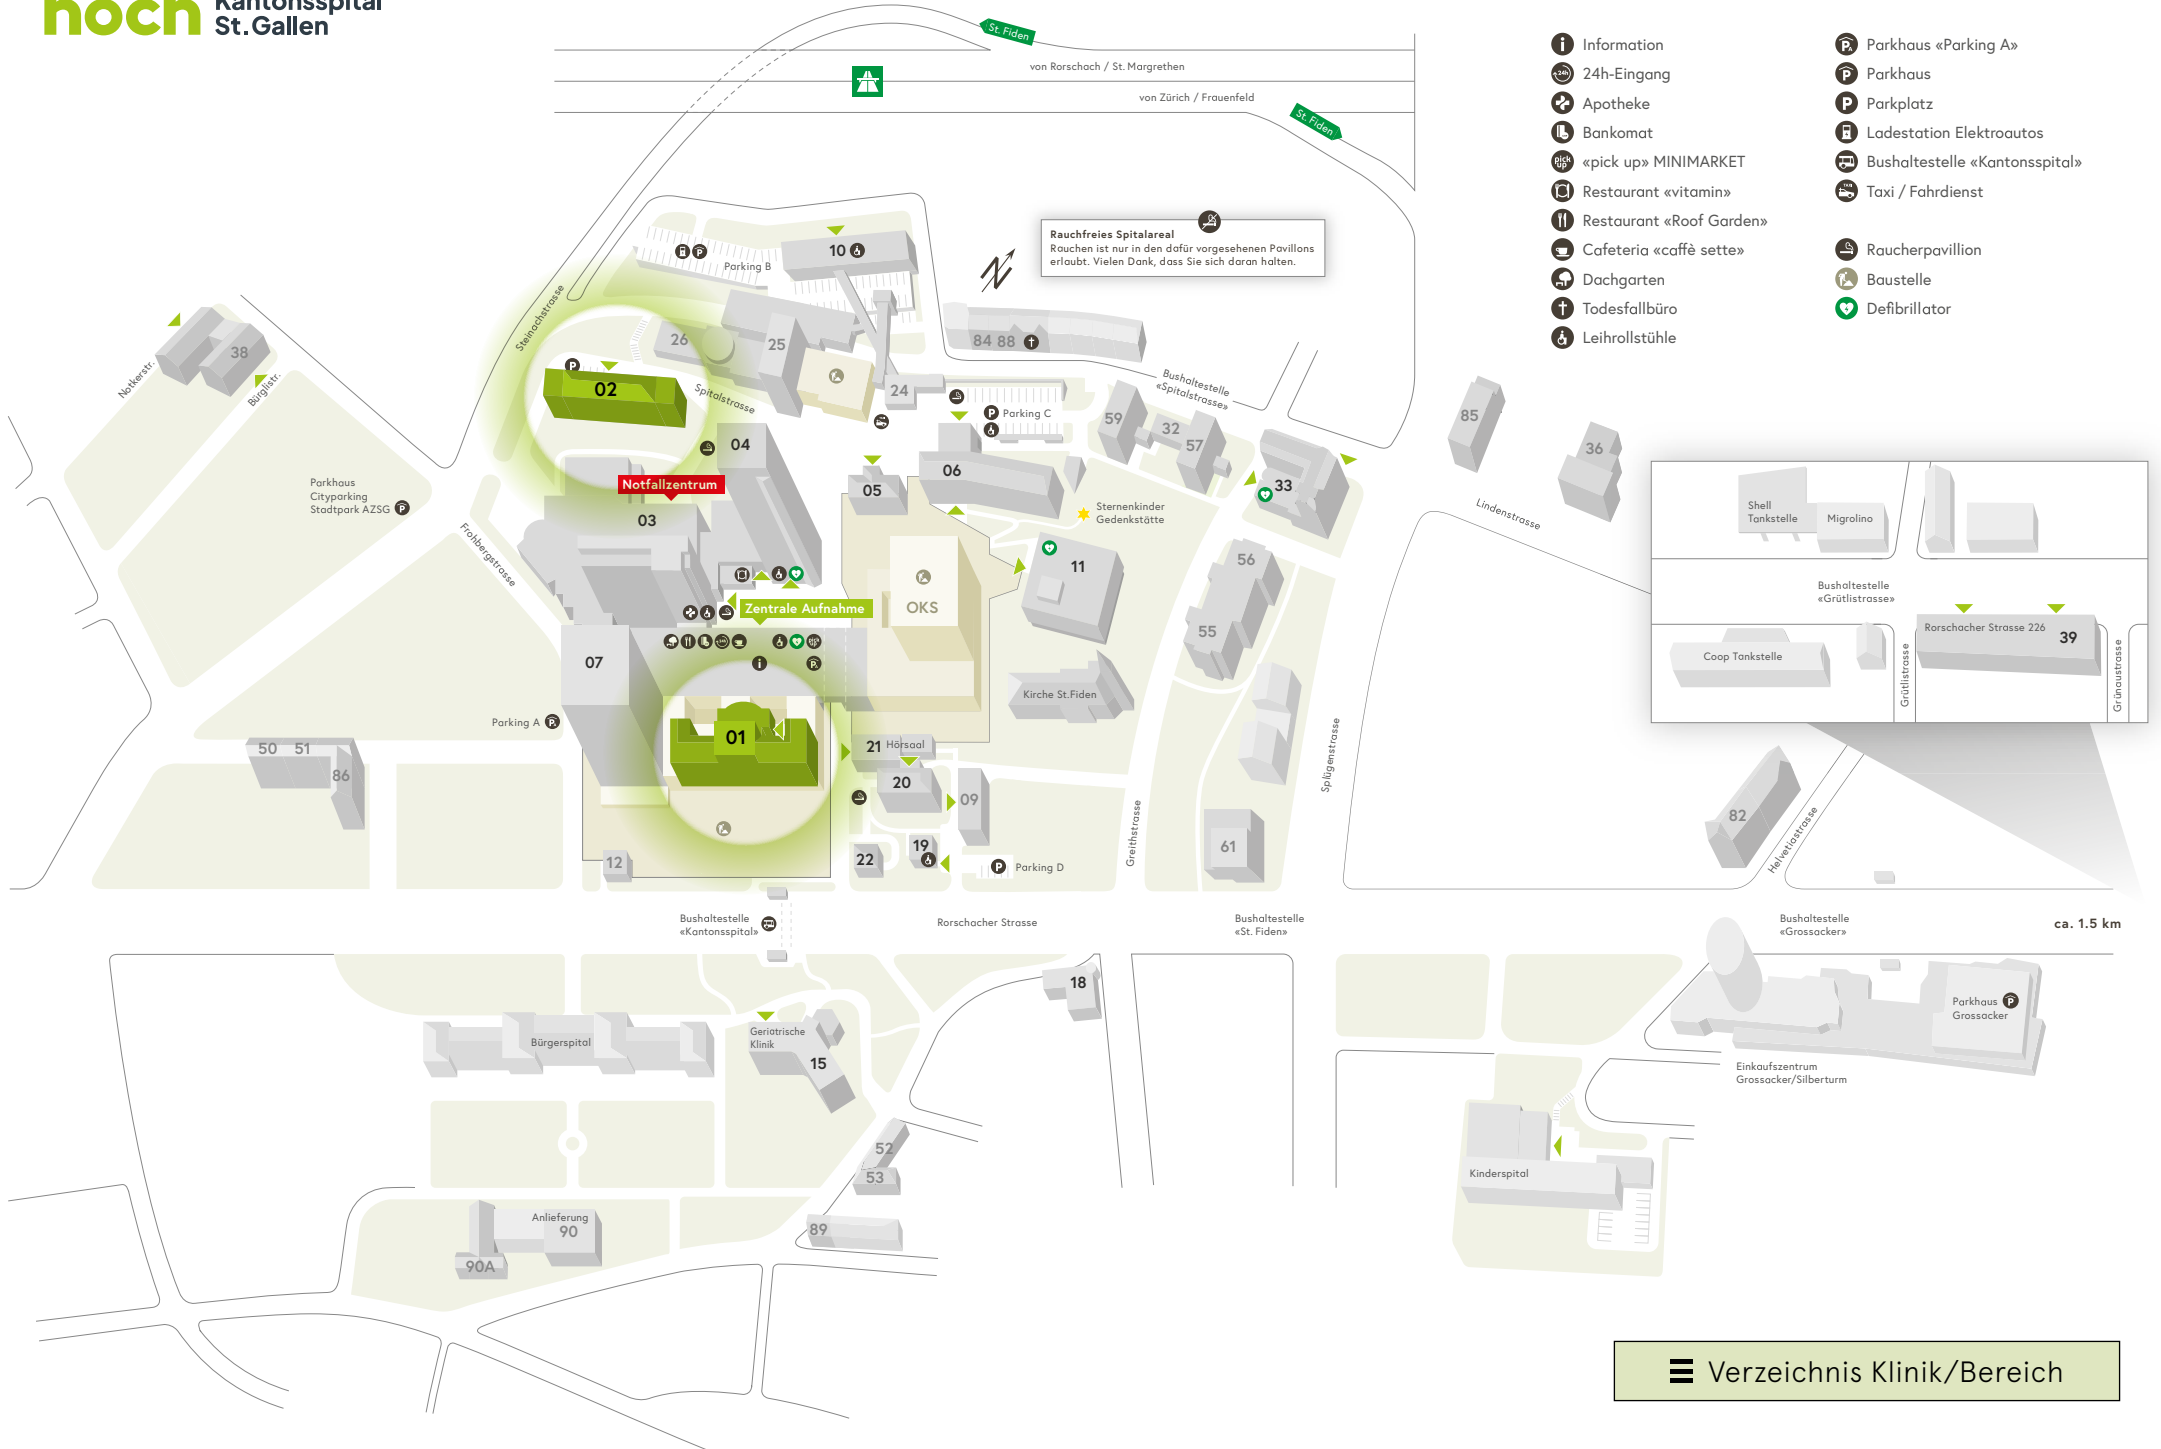 noch Kantonsspital
St.Gallen
St. Fiden
von Rorschach / St. Margrethen
von Zürich / Frauenfeld
St. Fiden
Information
24h-Eingang
Apotheke
Bankomat
«pick up» MINIMARKET
Restaurant «vitamin»
Restaurant «Roof Garden»
Cafeteria «caffè sette»
Dachgarten
Todesfallbüro
Leihrollstühle
Parkhaus «Parking A»
Parkhaus
Parkplatz
Ladestation Elektroautos
Bushaltestelle «Kantonsspital»
Taxi / Fahrdienst
Raucherpavillion
Baustelle
Defibrillator
Rauchfreies Spitalareal
Rauchen ist nur in den dafür vorgesehenen Pavillons
erlaubt. Vielen Dank, dass Sie sich daran halten.
N
10
Parking B
Steinachstrasse
26
25
84 88
38
Notkerstr.
Bürglistr.
02
Spitalstrasse
24
Bushaltestelle
«Spitalstrasse»
Parking C
59
32
57
85
36
04
06
05
33
Notfallzentrum
03
Parkhaus
Cityparking
Stadtpark AZSG
Frohbergstrasse
Sternenkinder
Gedenkstätte
Lindenstrasse
11
56
55
OKS
Zentrale Aufnahme
07
Kirche St.Fiden
Parking A
01
21 Hörsaal
20
09
50 51
86
12
22
19
Parking D
Greithstrasse
Splügenstrasse
61
82
Helvetiastrasse
Shell
Tankstelle
Migrolino
Bushaltestelle
«Grütlistrasse»
Rorschacher Strasse 226
39
Coop Tankstelle
Grütlistrasse
Grünaustrasse
Bushaltestelle
«Kantonsspital»
Rorschacher Strasse
Bushaltestelle
«St. Fiden»
Bushaltestelle
«Grossacker»
ca. 1.5 km
18
Bürgerspital
Geriatrische
Klinik
15
Parkhaus
Grossacker
Einkaufszentrum
Grossacker/Silberturm
52
53
89
Kinderspital
Anlieferung
90
90A
Verzeichnis Klinik/Bereich